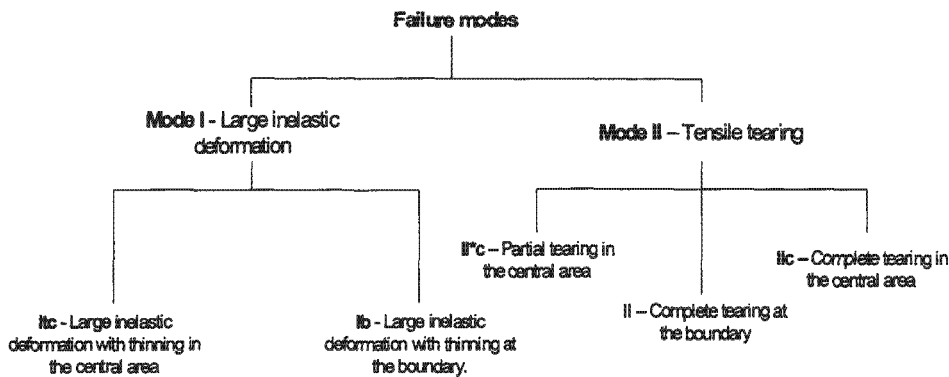 Failure modes
Mode I - Large inelastic
deformation
Mode II – Tensile tearing
II*c – Partial tearing in
the central area
IIc – Complete tearing in
the central area
II – Complete tearing at
the boundary
Itc - Large inelastic
deformation with thinning in
the central area
Ib - Large inelastic
deformation with thinning at
the boundary.